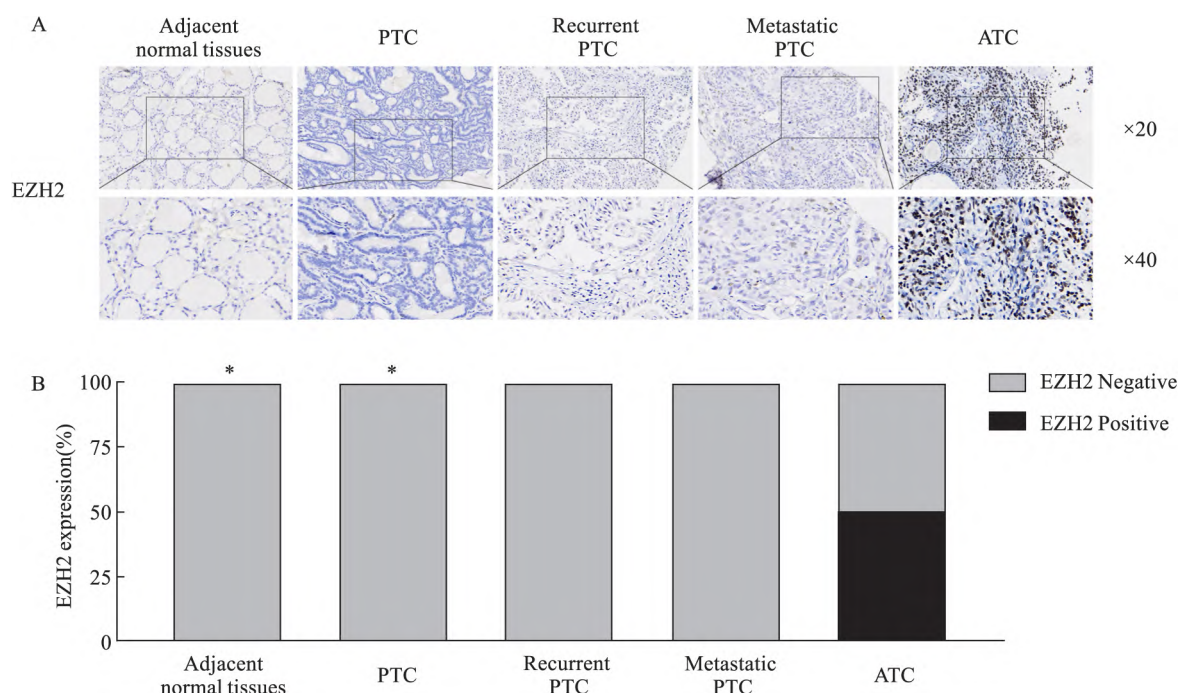 A
Adjacent
normal tissues
PTC
Recurrent
PTC
Metastatic
PTC
ATC
EZH2
×20
×40
B
EZH2 expression(%)
100
75
50
25
0
*
*
EZH2 Negative
EZH2 Positive
Adjacent
normal tissues
PTC
Recurrent
PTC
Metastatic
PTC
ATC